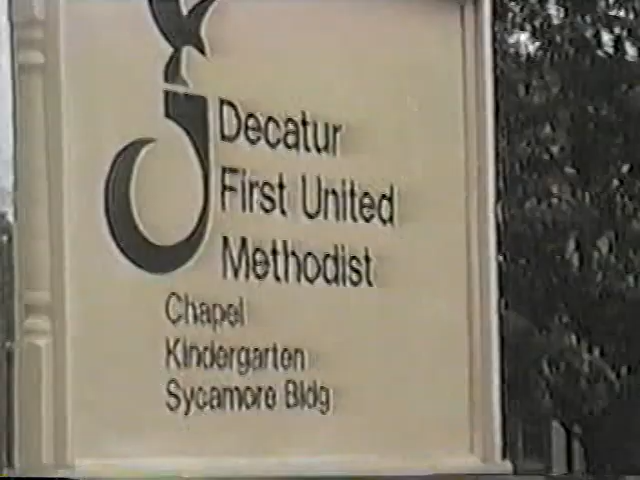 Decatur
First United
Methodist
Chapel
Kindergarten
Sycamore Bldg